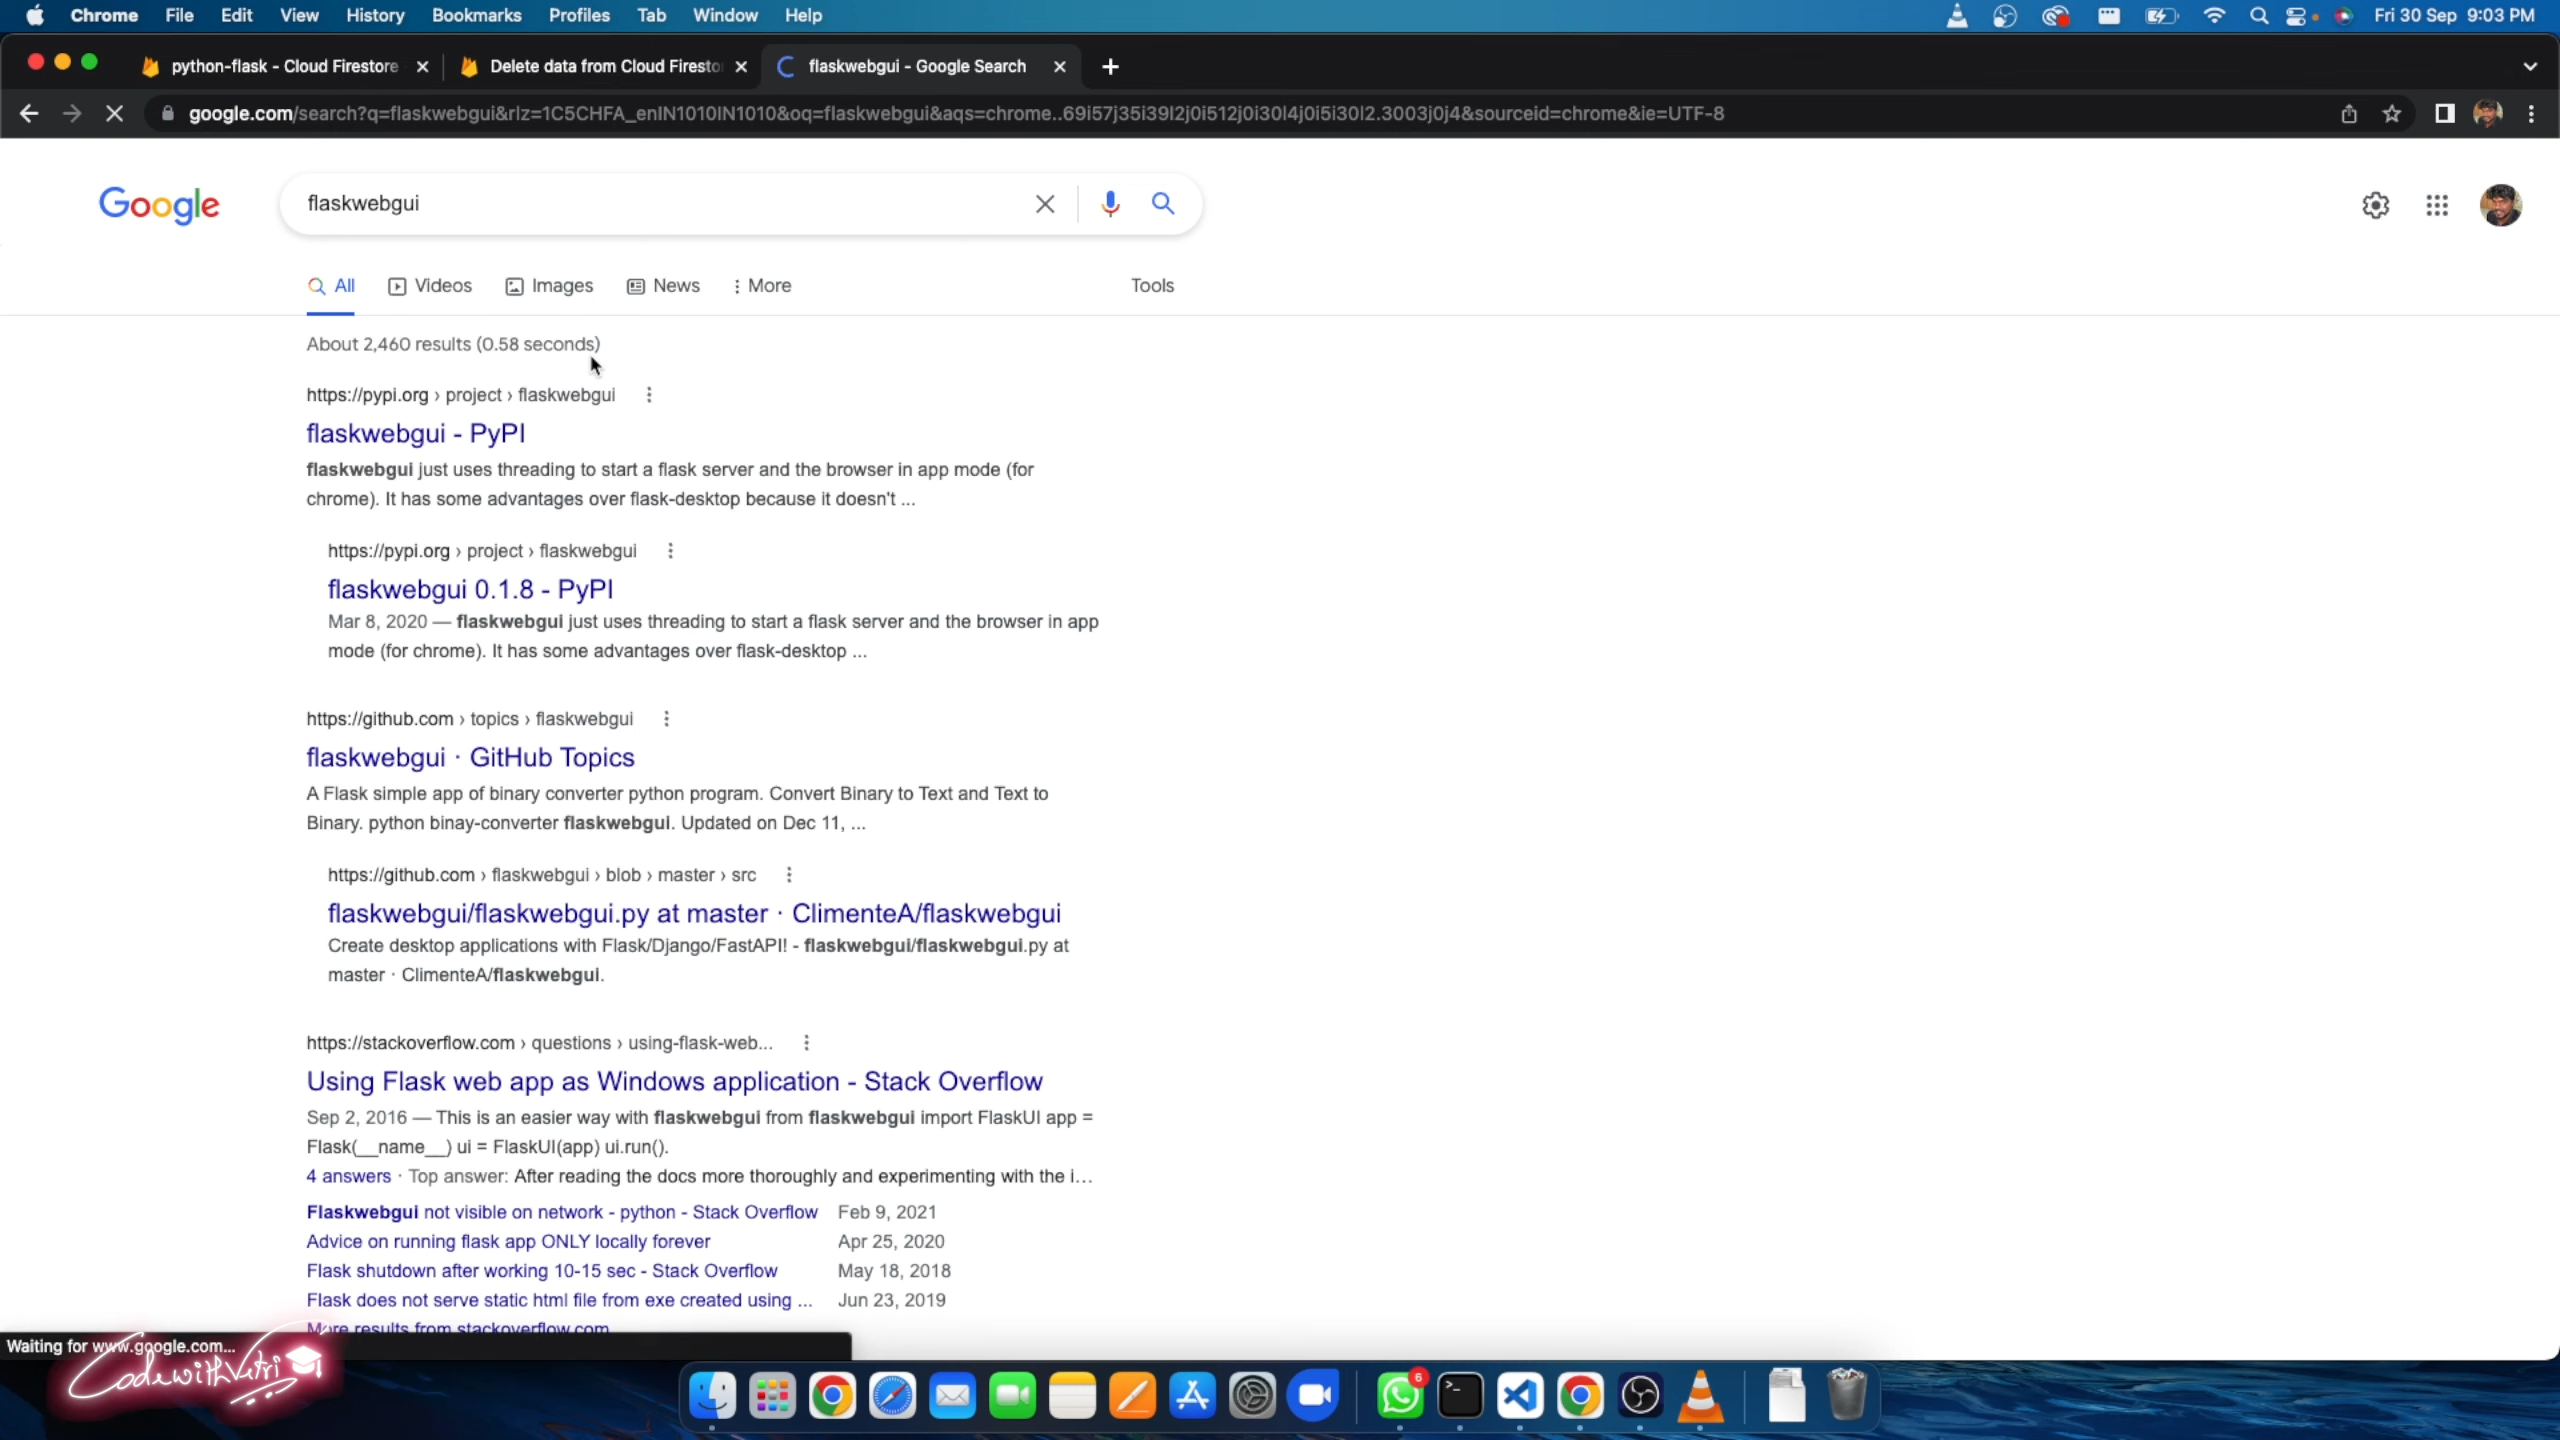 Chrome File Edit View History Bookmarks Profiles Tab Window Help Fri 30 Sep 9:03 PM
python-flask - Cloud Firestore Delete data from Cloud Firesto flaskwebgui - Google Search
google.com/search?q=flaskwebgui&rlz=1C5CHFA_enIN1010IN1010&oq=flaskwebgui&aqs=chrome..69i57j35i39l2j0i512j0i30l4j0i5i30l2.3003j0j4&sourceid=chrome&ie=UTF-8
Google flaskwebgui
All Videos Images News More Tools
About 2,460 results (0.58 seconds)
https://pypi.org › project › flaskwebgui
flaskwebgui - PyPI
flaskwebgui just uses threading to start a flask server and the browser in app mode (for
chrome). It has some advantages over flask-desktop because it doesn't ...
https://pypi.org › project › flaskwebgui
flaskwebgui 0.1.8 - PyPI
Mar 8, 2020 — flaskwebgui just uses threading to start a flask server and the browser in app
mode (for chrome). It has some advantages over flask-desktop ...
https://github.com › topics › flaskwebgui
flaskwebgui · GitHub Topics
A Flask simple app of binary converter python program. Convert Binary to Text and Text to
Binary. python binay-converter flaskwebgui. Updated on Dec 11, ...
https://github.com › flaskwebgui › blob › master › src
flaskwebgui/flaskwebgui.py at master · ClimenteA/flaskwebgui
Create desktop applications with Flask/Django/FastAPI! - flaskwebgui/flaskwebgui.py at
master · ClimenteA/flaskwebgui.
https://stackoverflow.com › questions › using-flask-web...
Using Flask web app as Windows application - Stack Overflow
Sep 2, 2016 — This is an easier way with flaskwebgui from flaskwebgui import FlaskUI app =
Flask(__name__) ui = FlaskUI(app) ui.run().
4 answers · Top answer: After reading the docs more thoroughly and experimenting with the i...
Flaskwebgui not visible on network - python - Stack Overflow Feb 9, 2021
Advice on running flask app ONLY locally forever Apr 25, 2020
Flask shutdown after working 10-15 sec - Stack Overflow May 18, 2018
Flask does not serve static html file from exe created using ... Jun 23, 2019
More results from stackoverflow.com
Waiting for www.google.com...
CodewithVetri
6